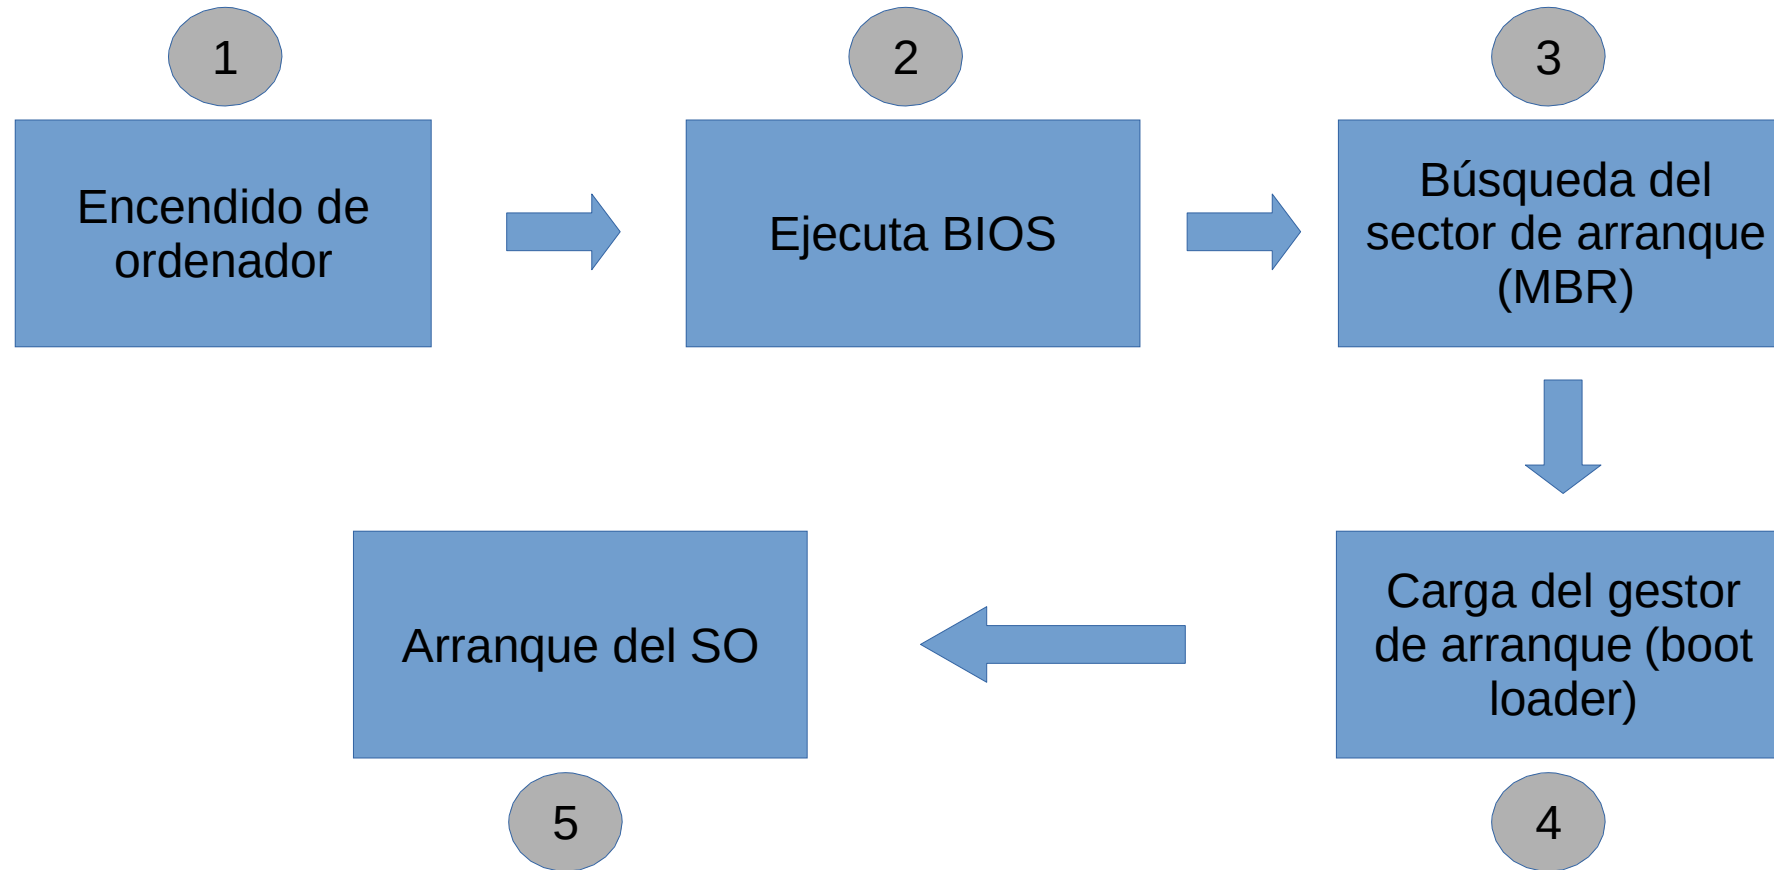 1
2
3
Encendido de
ordenador
Ejecuta BIOS
Búsqueda del
sector de arranque
(MBR)
Arranque del SO
Carga del gestor
de arranque (boot
loader)
5
4